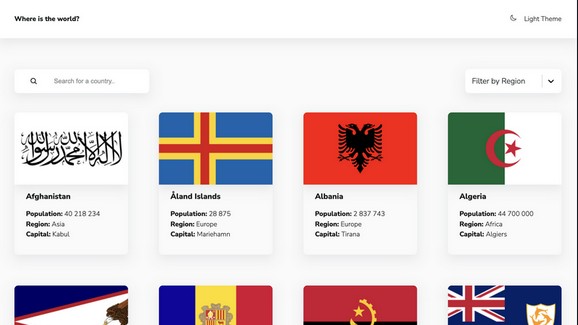 Where is the world?
Light Theme
Search for a country..
Filter by Region
لا إله إلا الله محمد رسول الله
Afghanistan
Population: 40 218 234
Region: Asia
Capital: Kabul
Åland Islands
Population: 28 875
Region: Europe
Capital: Mariehamn
Albania
Population: 2 837 743
Region: Europe
Capital: Tirana
Algeria
Population: 44 700 000
Region: Africa
Capital: Algiers